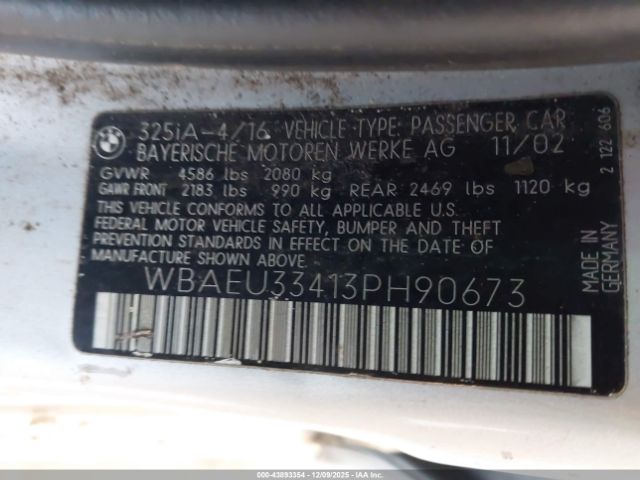 BMW 325iA-4/16 VEHICLE TYPE: PASSENGER CAR
BAYERISCHE MOTOREN WERKE AG 11/02
GVWR 4586 lbs 2080 kg
GAWR FRONT 2183 lbs 990 kg REAR 2469 lbs 1120 kg
THIS VEHICLE CONFORMS TO ALL APPLICABLE U.S.
FEDERAL MOTOR VEHICLE SAFETY, BUMPER AND THEFT
PREVENTION STANDARDS IN EFFECT ON THE DATE OF
MANUFACTURE SHOWN ABOVE.
WBAEU33413PH90673
MADE IN GERMANY
2 122 606
000-43893354 | 12/09/2025 | IAA Inc.